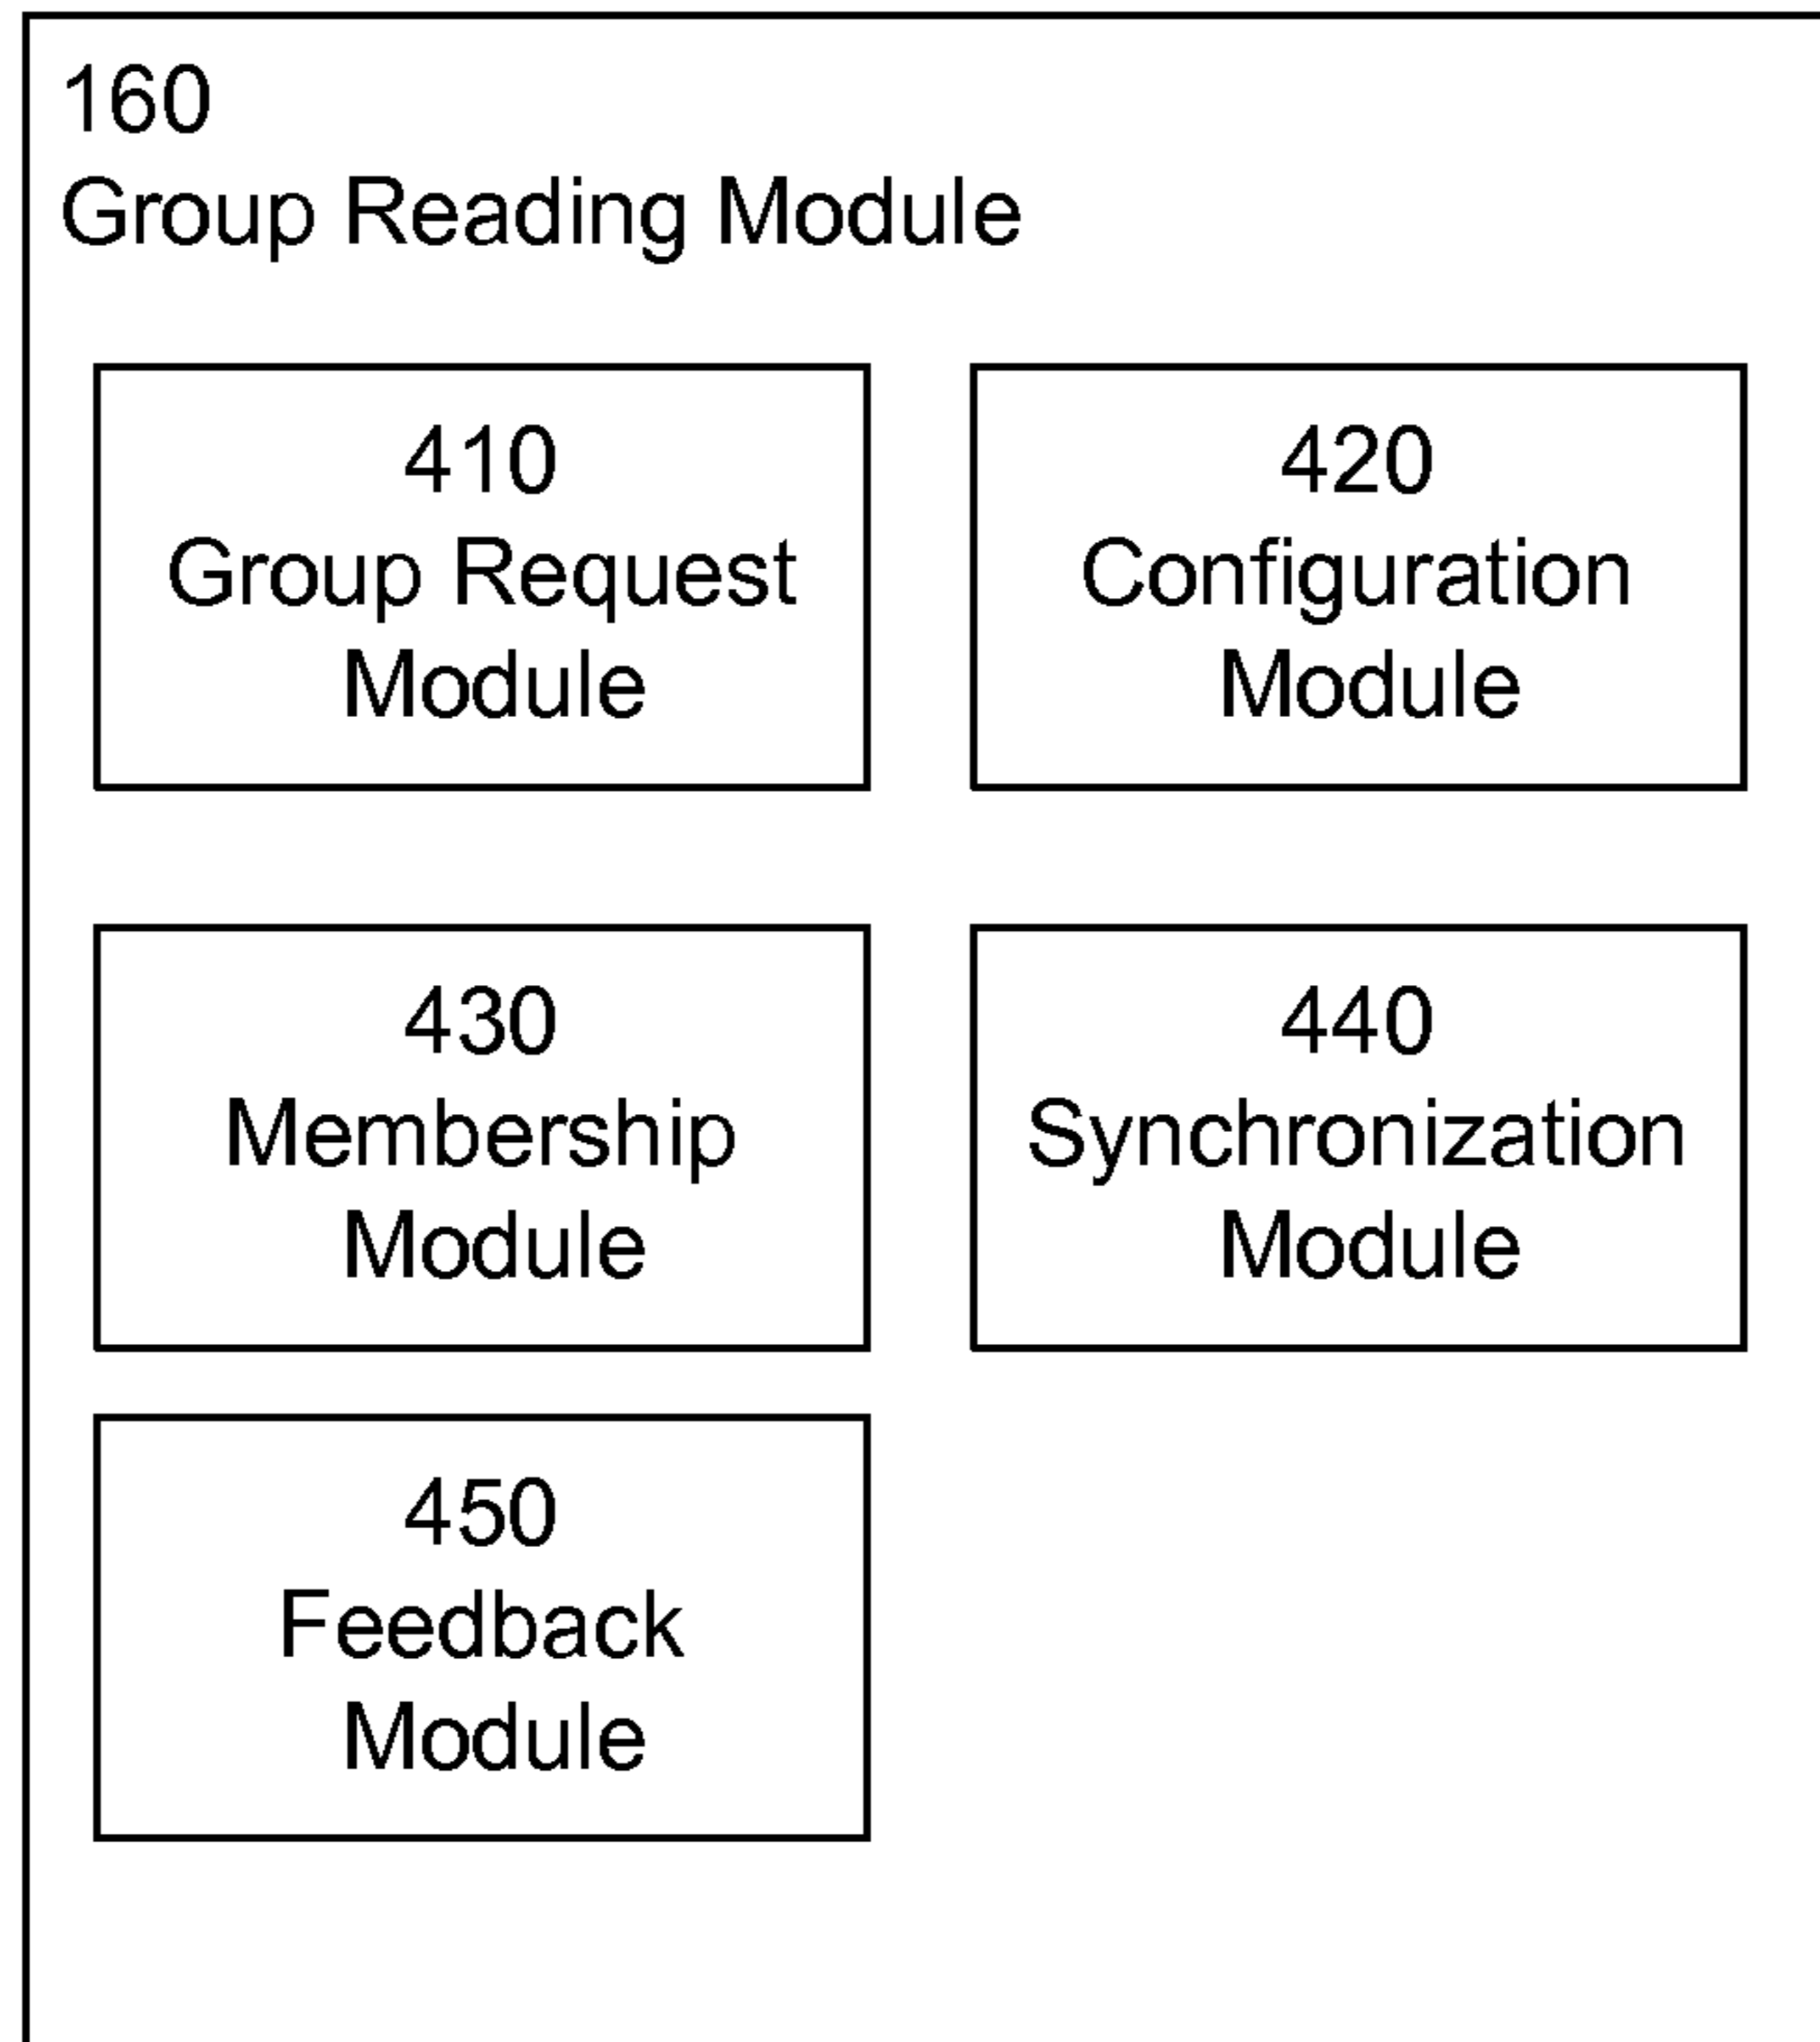 160
Group Reading Module
410
Group Request
Module
420
Configuration
Module
430
Membership
Module
440
Synchronization
Module
450
Feedback
Module